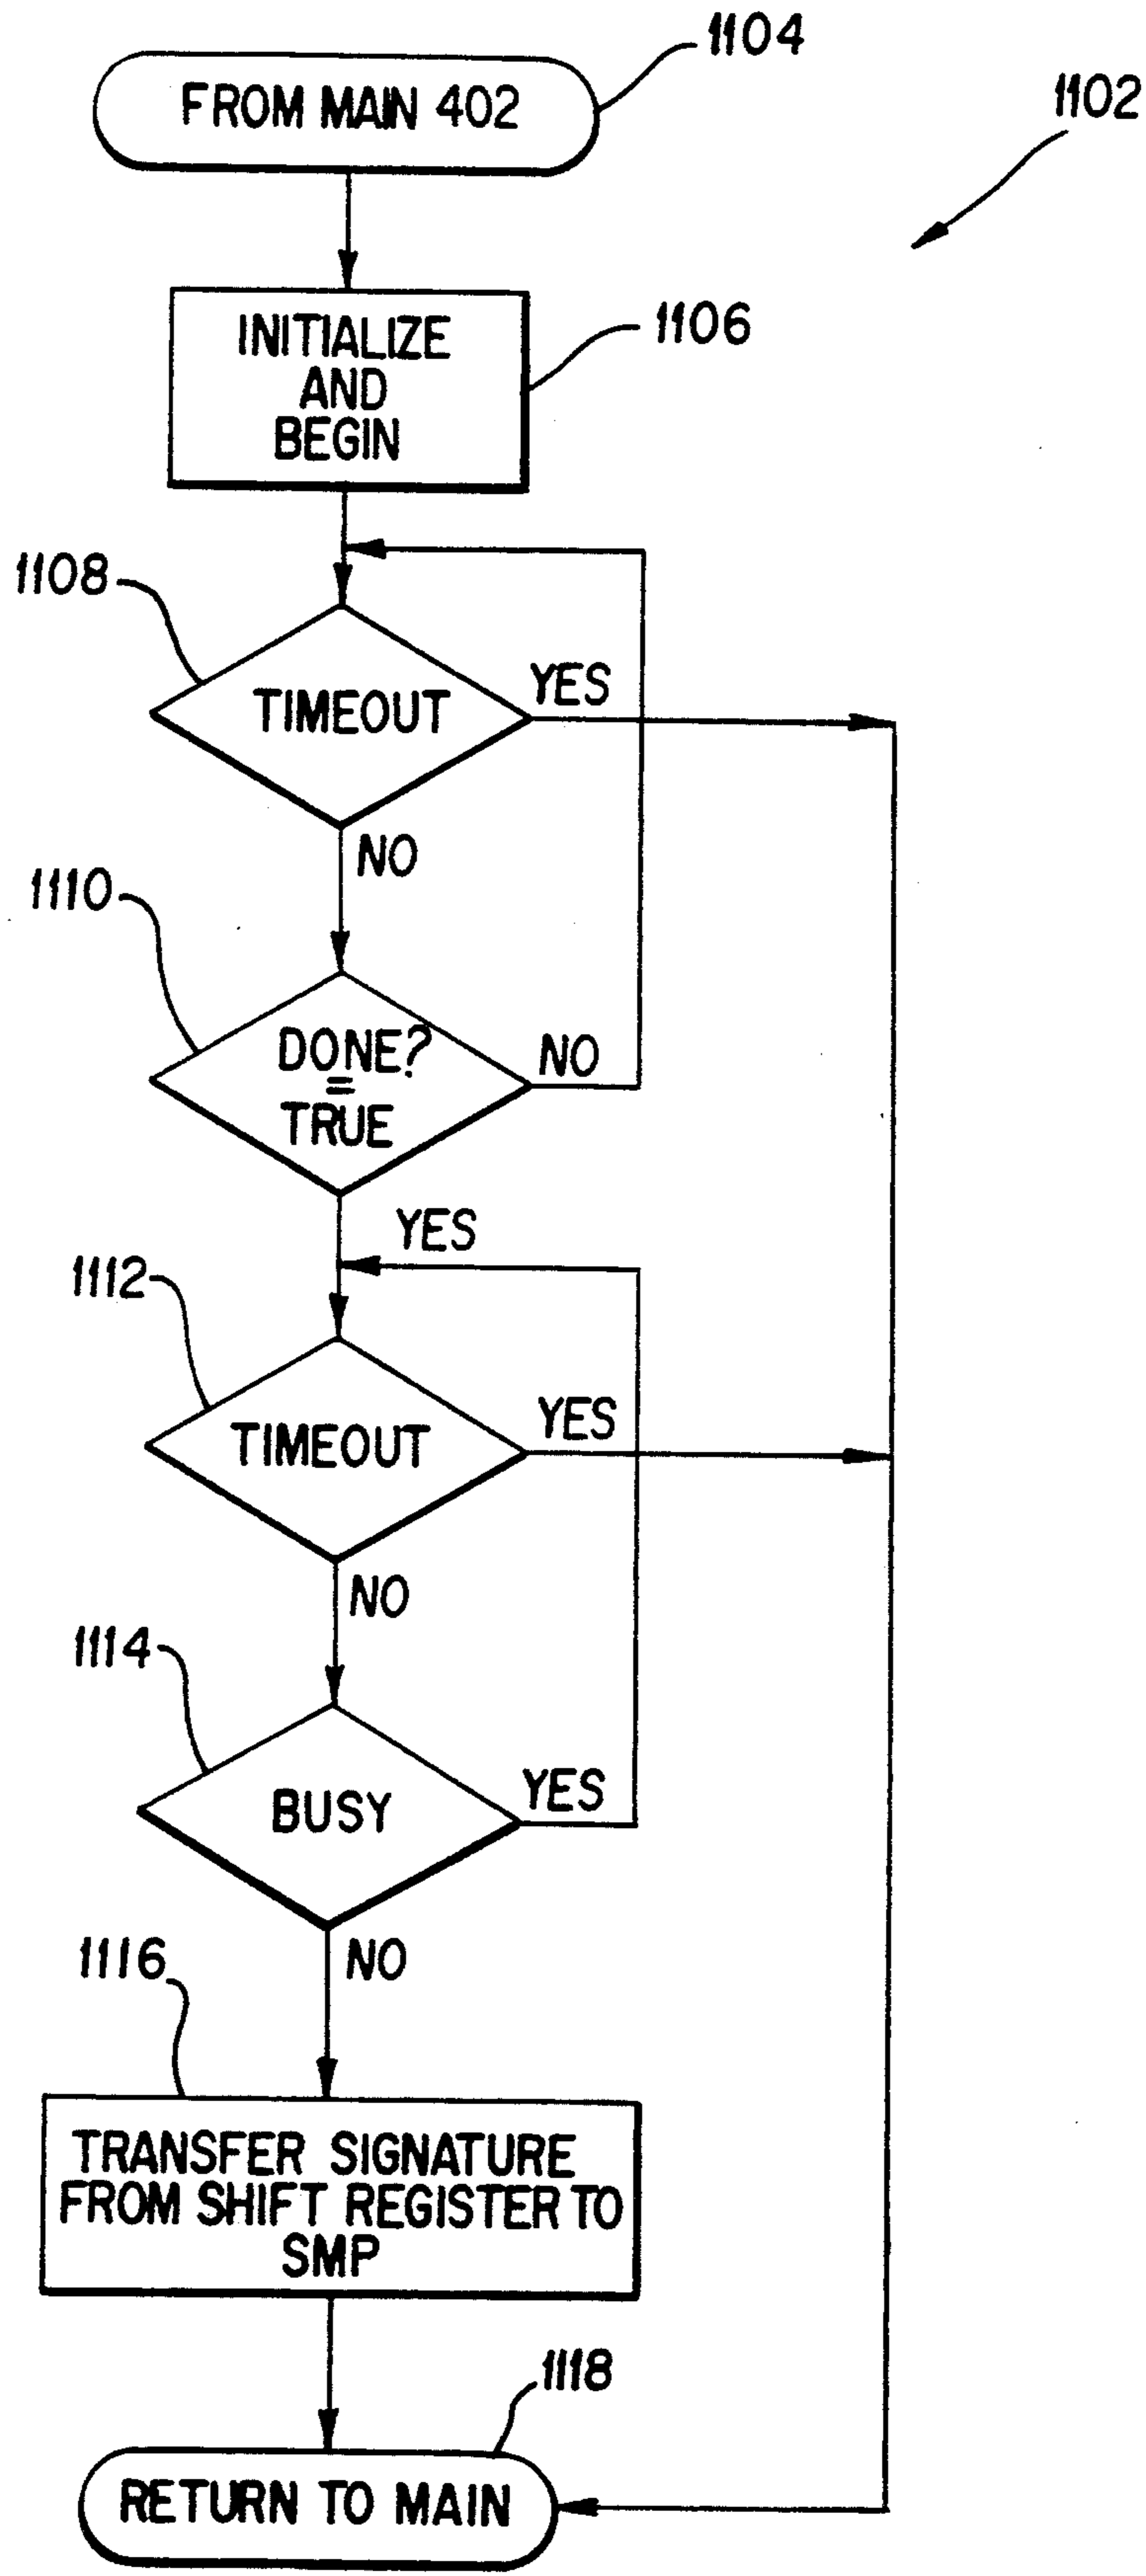 1104
FROM MAIN 402
1102
INITIALIZE
AND
BEGIN
1106
1108
TIMEOUT
YES
NO
1110
DONE?
=
TRUE
NO
YES
1112
TIMEOUT
YES
NO
1114
BUSY
YES
NO
1116
TRANSFER SIGNATURE
FROM SHIFT REGISTER TO
SMP
1118
RETURN TO MAIN